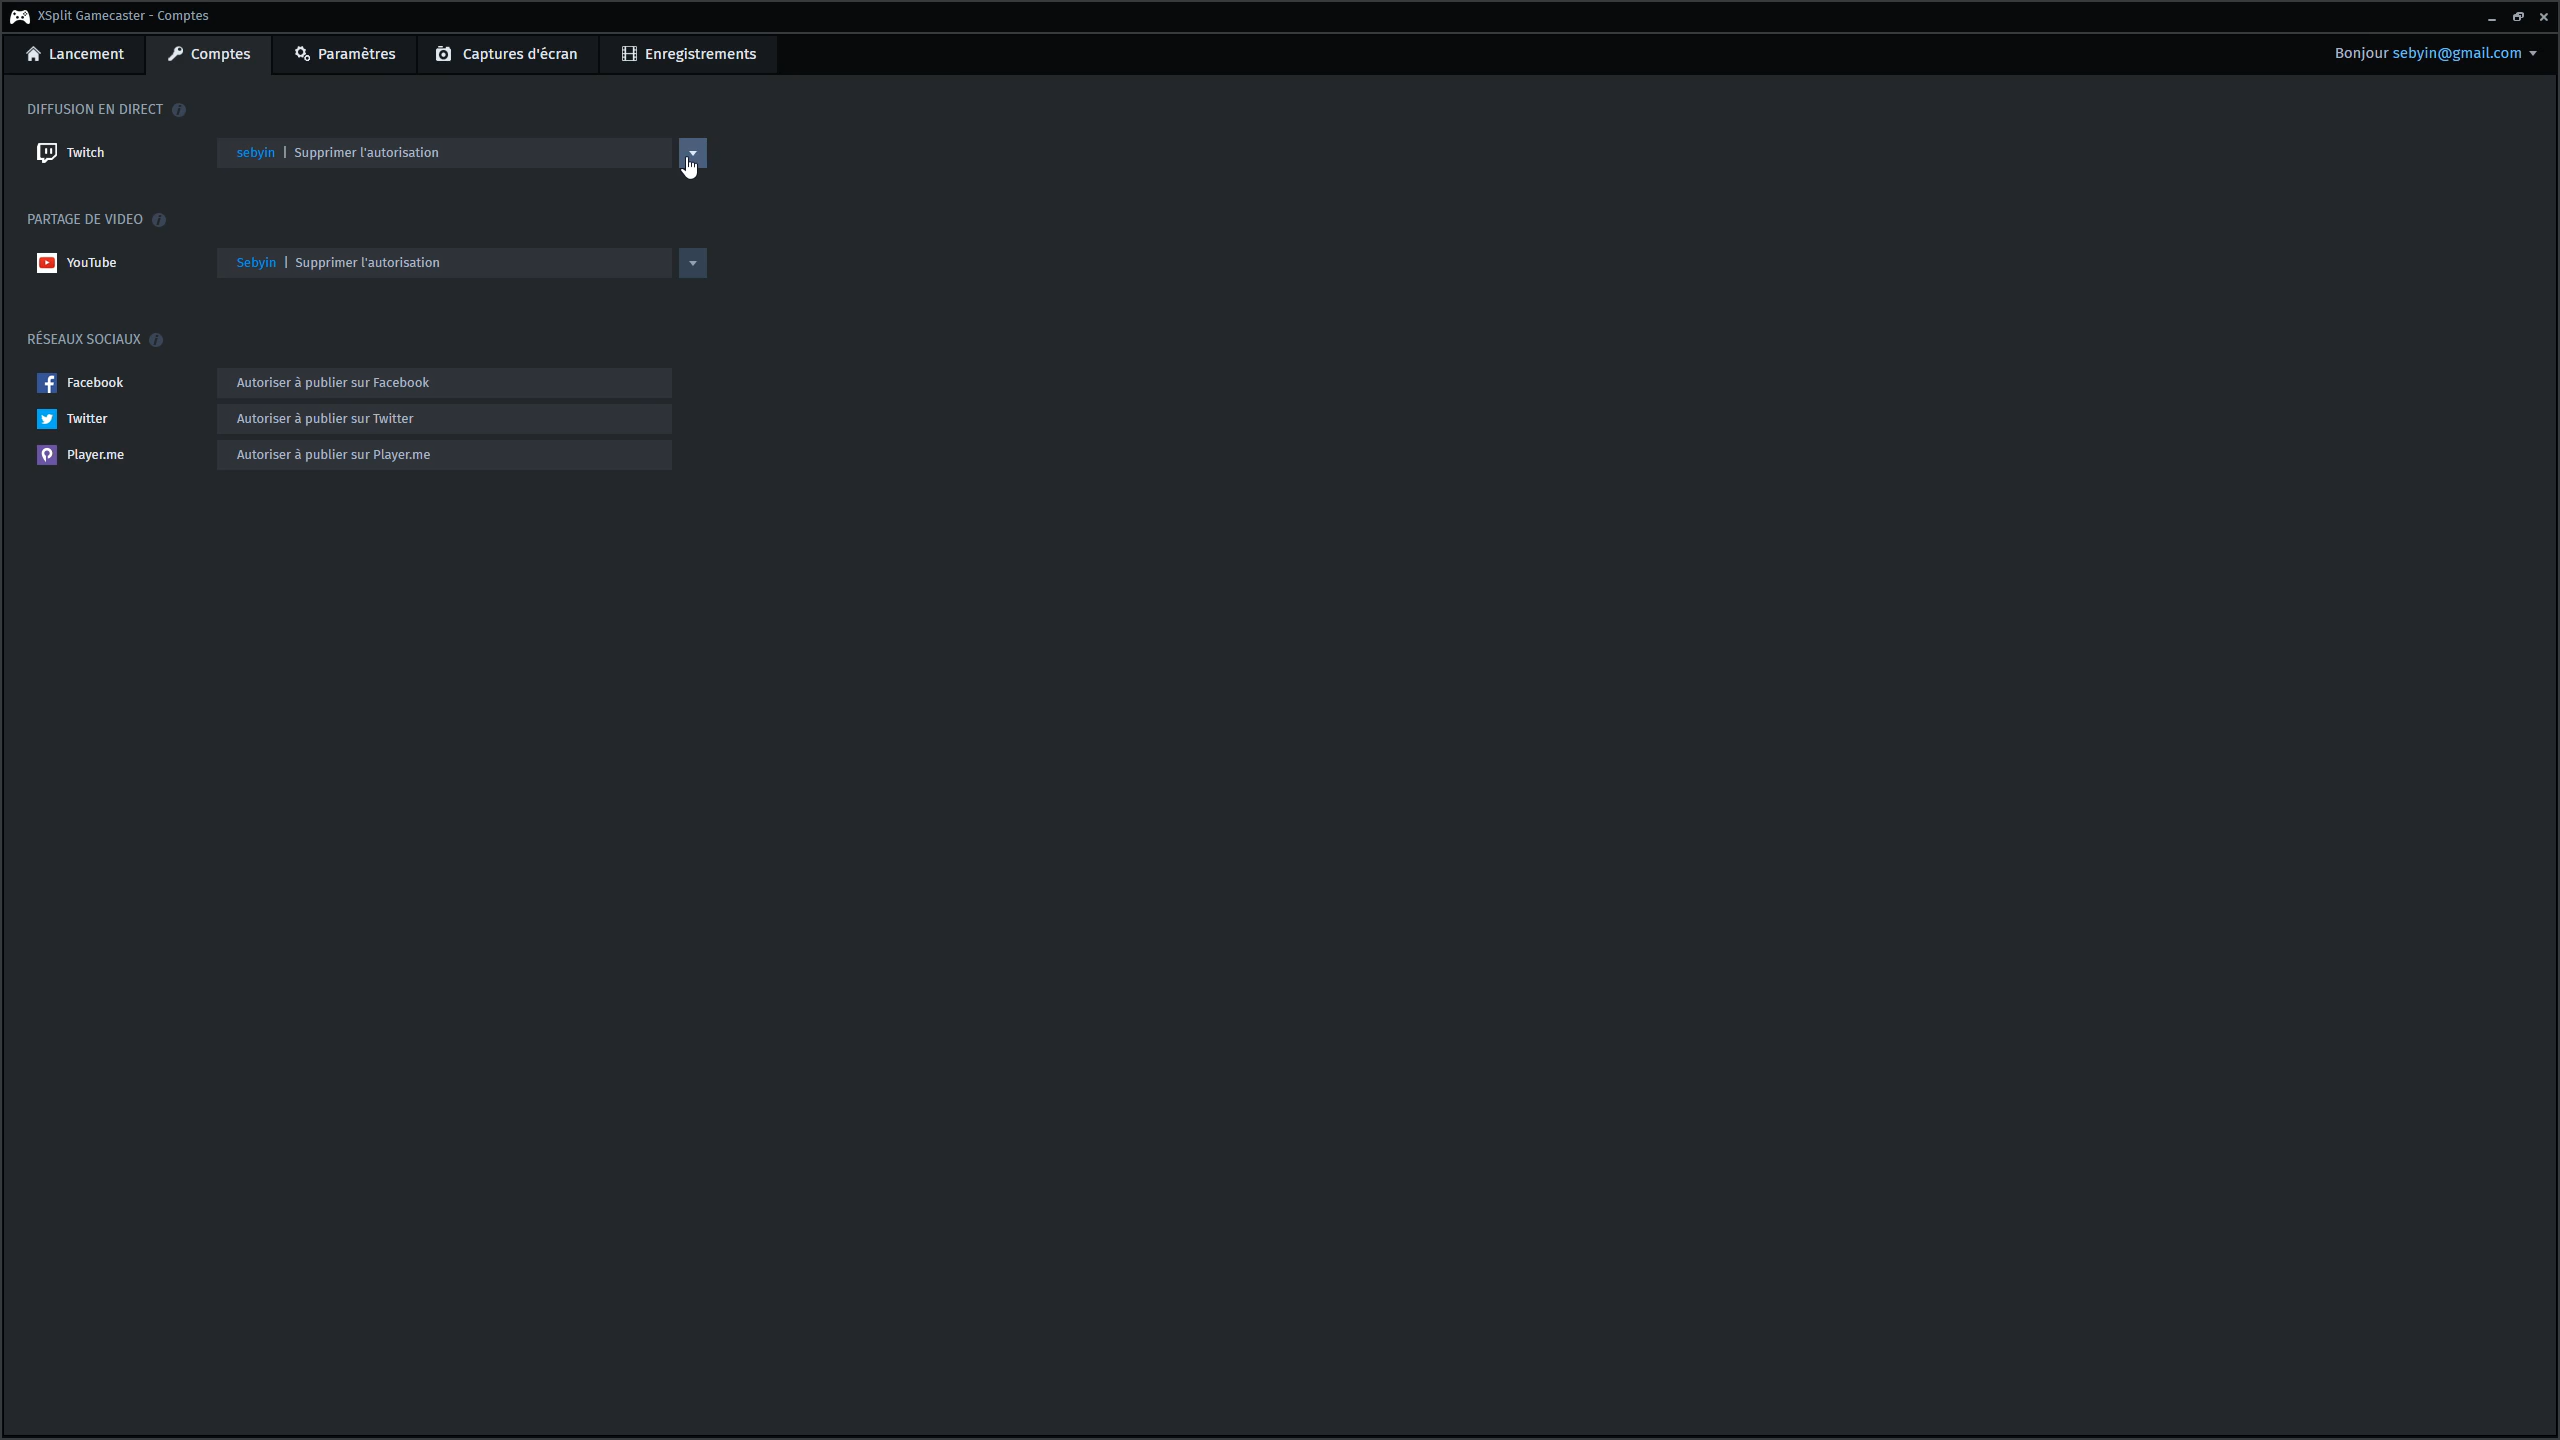 XSplit Gamecaster - Comptes
Lancement Comptes Paramètres Captures d'écran Enregistrements Bonjour sebyin@gmail.com
DIFFUSION EN DIRECT
Twitch sebyin | Supprimer l'autorisation
PARTAGE DE VIDEO
YouTube Sebyin | Supprimer l'autorisation
RÉSEAUX SOCIAUX
Facebook Autoriser à publier sur Facebook
Twitter Autoriser à publier sur Twitter
Player.me Autoriser à publier sur Player.me